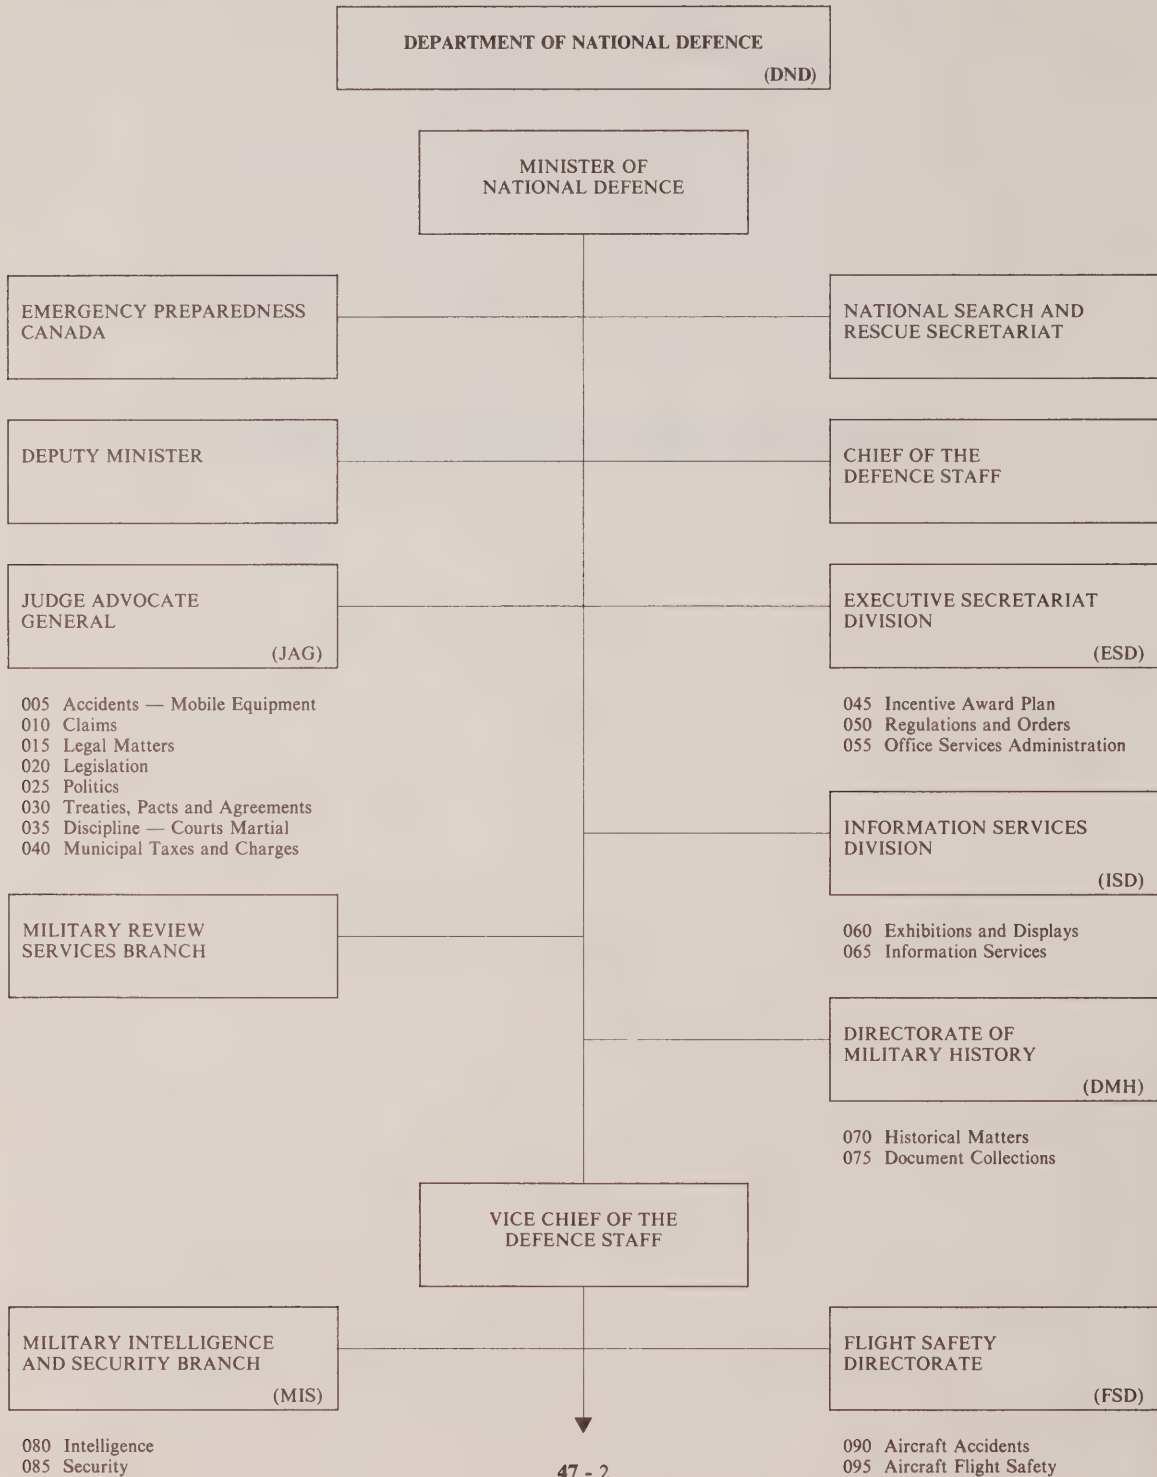 DEPARTMENT OF NATIONAL DEFENCE
(DND)
MINISTER OF
NATIONAL DEFENCE
EMERGENCY PREPAREDNESS
CANADA
NATIONAL SEARCH AND
RESCUE SECRETARIAT
DEPUTY MINISTER
CHIEF OF THE
DEFENCE STAFF
JUDGE ADVOCATE
GENERAL
(JAG)
005 Accidents — Mobile Equipment
010 Claims
015 Legal Matters
020 Legislation
025 Politics
030 Treaties, Pacts and Agreements
035 Discipline — Courts Martial
040 Municipal Taxes and Charges
EXECUTIVE SECRETARIAT
DIVISION
(ESD)
045 Incentive Award Plan
050 Regulations and Orders
055 Office Services Administration
INFORMATION SERVICES
DIVISION
(ISD)
060 Exhibitions and Displays
065 Information Services
MILITARY REVIEW
SERVICES BRANCH
DIRECTORATE OF
MILITARY HISTORY
(DMH)
070 Historical Matters
075 Document Collections
VICE CHIEF OF THE
DEFENCE STAFF
MILITARY INTELLIGENCE
AND SECURITY BRANCH
(MIS)
080 Intelligence
085 Security
FLIGHT SAFETY
DIRECTORATE
(FSD)
090 Aircraft Accidents
095 Aircraft Flight Safety
47 - 2